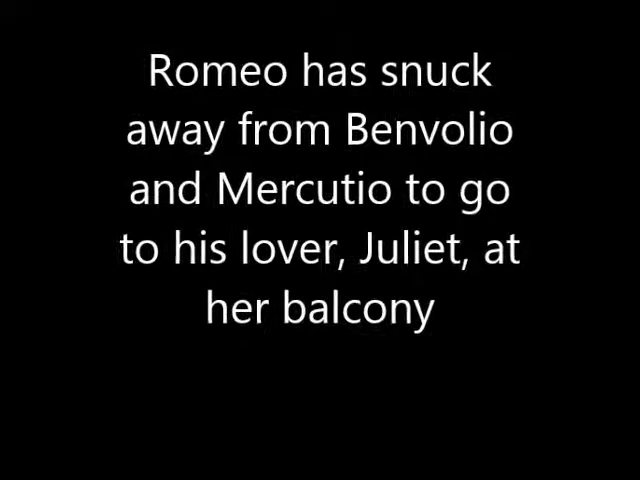 Romeo has snuck
away from Benvolio
and Mercutio to go
to his lover, Juliet, at
her balcony